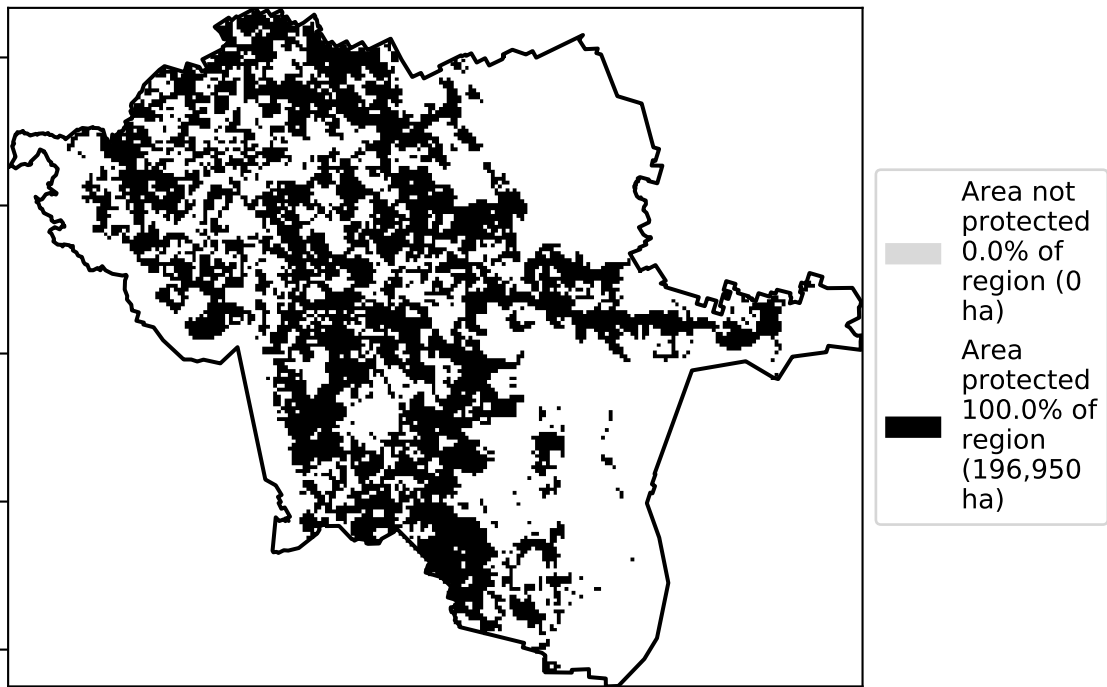 Area not
protected
0.0% of
region (0
ha)
Area
protected
100.0% of
region
(196,950
ha)